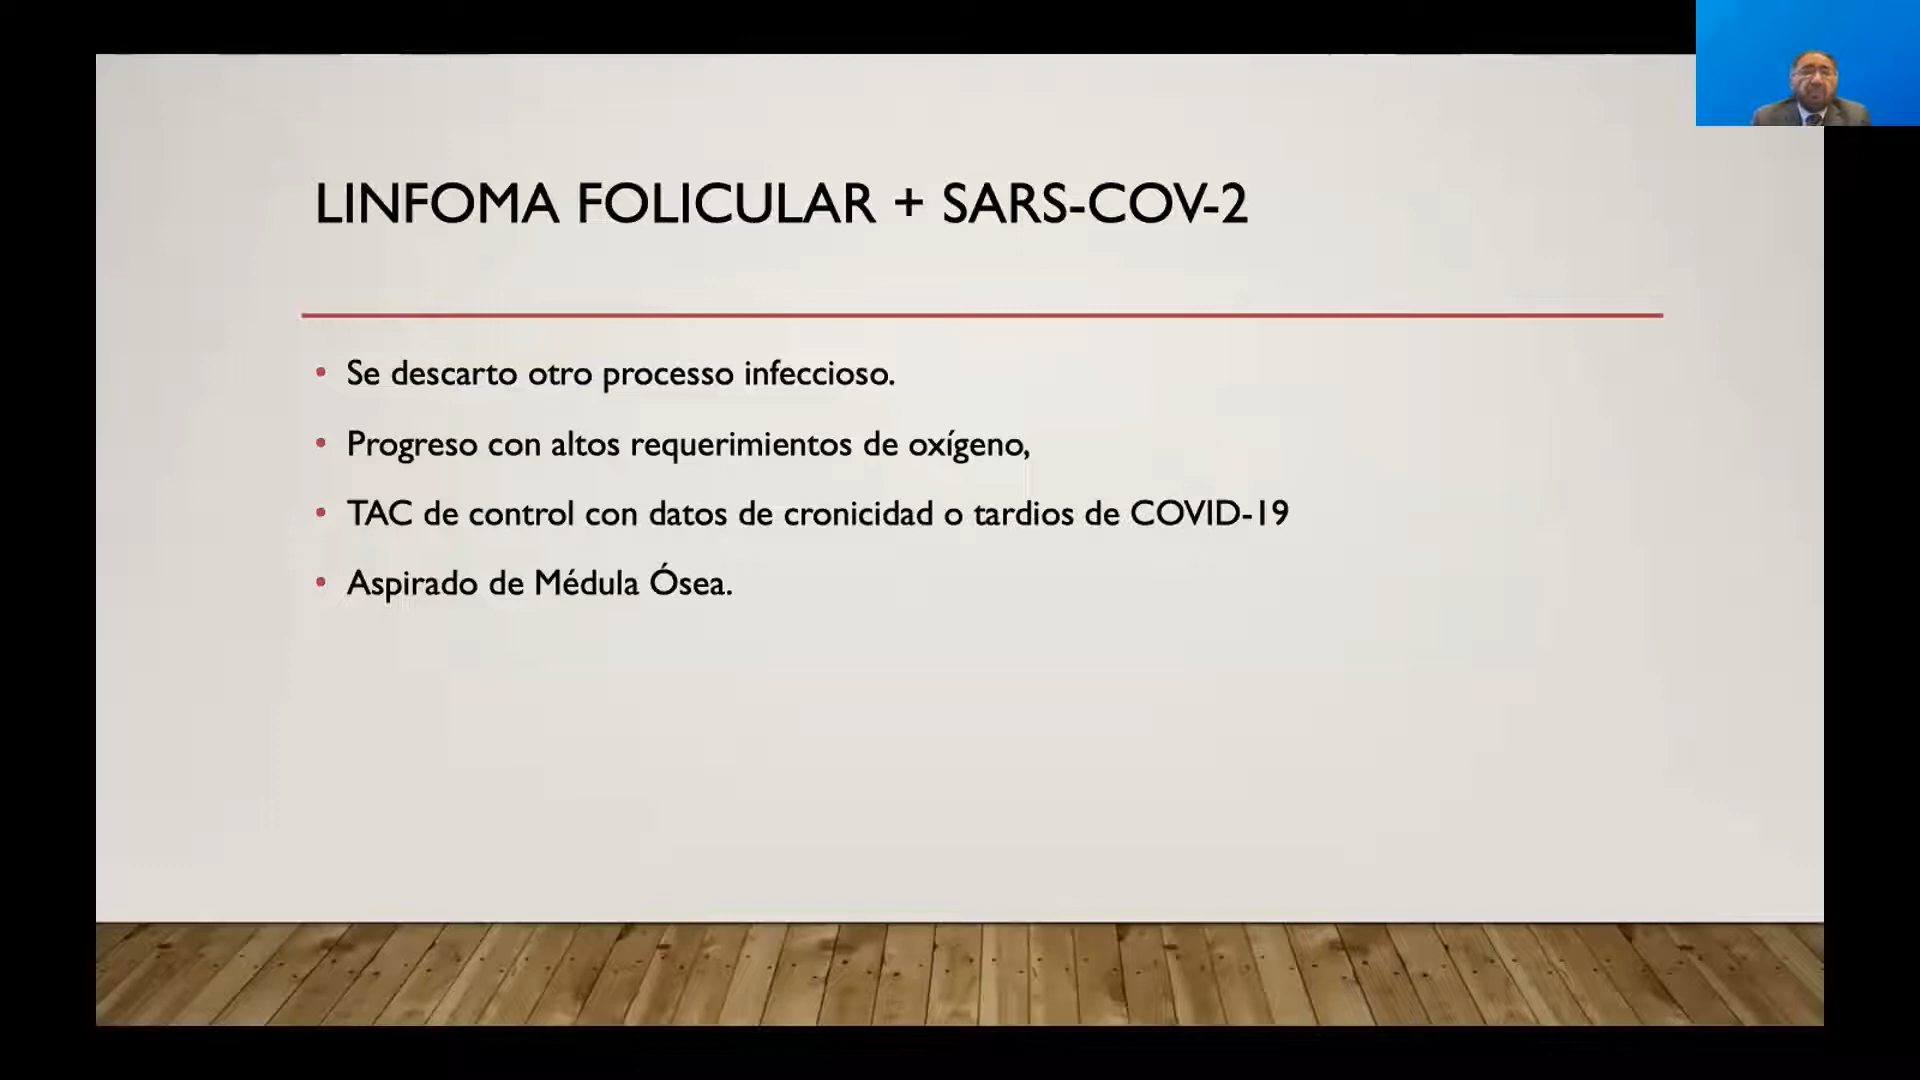 LINFOMA FOLICULAR + SARS-COV-2
• Se descarto otro processo infeccioso.
• Progreso con altos requerimientos de oxígeno,
• TAC de control con datos de cronicidad o tardios de COVID-19
• Aspirado de Médula Ósea.